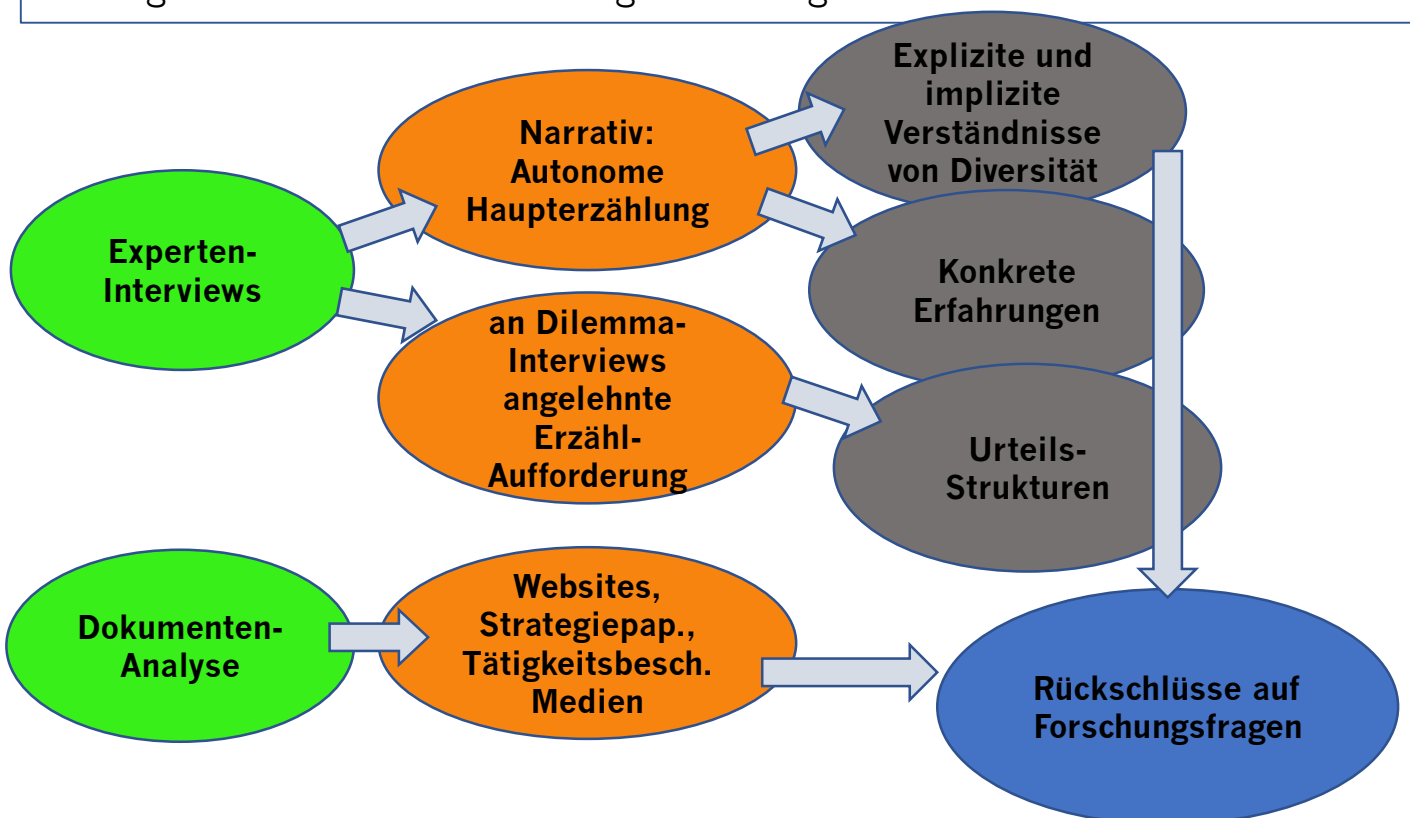 Experten-
Interviews
Narrativ:
Autonome
Haupterzählung
an Dilemma-
Interviews
angelehnte
Erzähl-
Aufforderung
Explizite und
implizite
Verständnisse
von Diversität
Konkrete
Erfahrungen
Urteils-
Strukturen
Dokumenten-
Analyse
Websites,
Strategiepap.,
Tätigkeitsbesch.
Medien
Rückschlüsse auf
Forschungsfragen